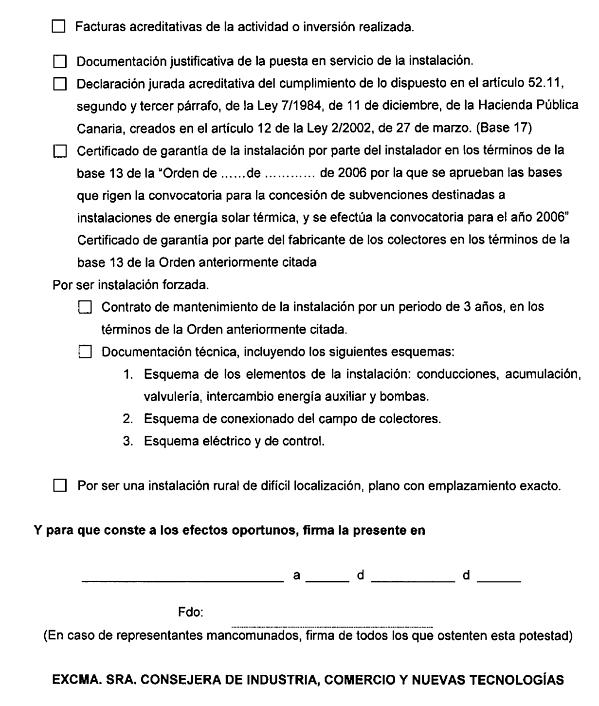 ☐ Facturas acreditativas de la actividad o inversión realizada.
☐ Documentación justificativa de la puesta en servicio de la instalación.
☐ Declaración jurada acreditativa del cumplimiento de lo dispuesto en el artículo 52.11,
segundo y tercer párrafo, de la Ley 7/1984, de 11 de diciembre, de la Hacienda Pública
Canaria, creados en el artículo 12 de la Ley 2/2002, de 27 de marzo. (Base 17)
☐ Certificado de garantía de la instalación por parte del instalador en los términos de la
base 13 de la “Orden de ......de ............ de 2006 por la que se aprueban las bases
que rigen la convocatoria para la concesión de subvenciones destinadas a
instalaciones de energía solar térmica, y se efectúa la convocatoria para el año 2006”
Certificado de garantía por parte del fabricante de los colectores en los términos de la
base 13 de la Orden anteriormente citada
Por ser instalación forzada.
☐ Contrato de mantenimiento de la instalación por un periodo de 3 años, en los
términos de la Orden anteriormente citada.
☐ Documentación técnica, incluyendo los siguientes esquemas:
1. Esquema de los elementos de la instalación: conducciones, acumulación,
valvulería, intercambio energía auxiliar y bombas.
2. Esquema de conexionado del campo de colectores.
3. Esquema eléctrico y de control.
☐ Por ser una instalación rural de difícil localización, plano con emplazamiento exacto.
Y para que conste a los efectos oportunos, firma la presente en
____________________________ a ______ d ____________ d ______
Fdo: ............................................................
(En caso de representantes mancomunados, firma de todos los que ostenten esta potestad)
EXCMA. SRA. CONSEJERA DE INDUSTRIA, COMERCIO Y NUEVAS TECNOLOGÍAS